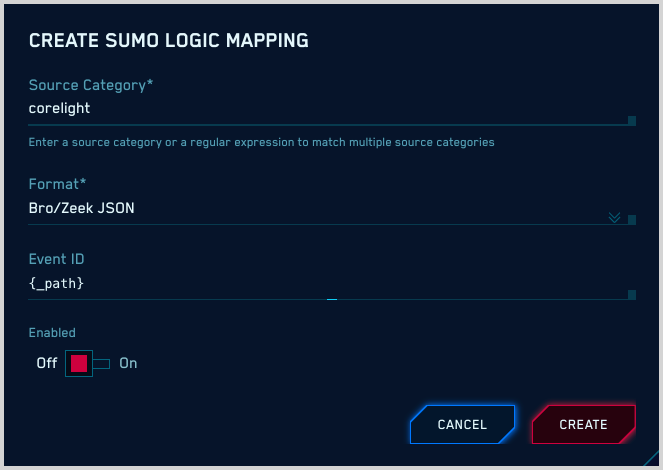 CREATE SUMO LOGIC MAPPING
Source Category*
corelight
Enter a source category or a regular expression to match multiple source categories
Format*
Bro/Zeek JSON
Event ID
{_path}
Enabled
Off On
CANCEL CREATE